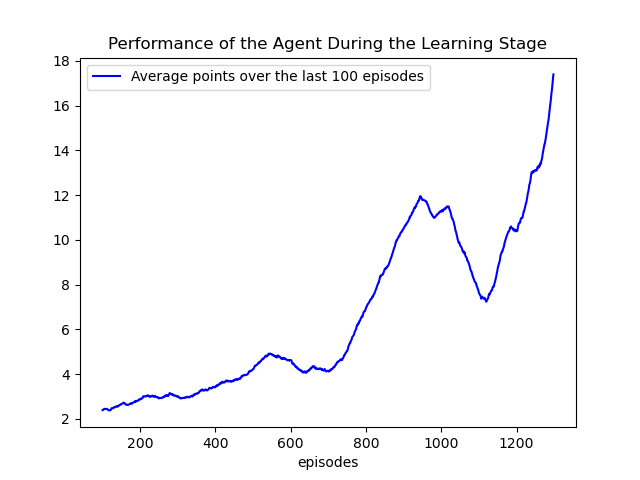 Performance of the Agent During the Learning Stage
Average points over the last 100 episodes
18
16
14
12
10
8
6
4
2
200 400 600 800 1000 1200
episodes